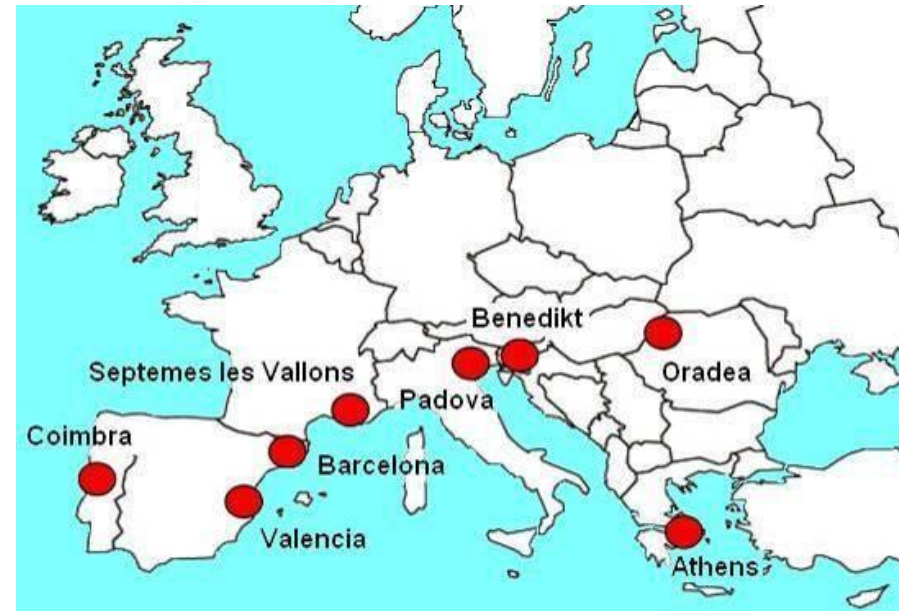 Benedikt
Septemes les Vallons
Oradea
Padova
Coimbra
Barcelona
Valencia
Athens